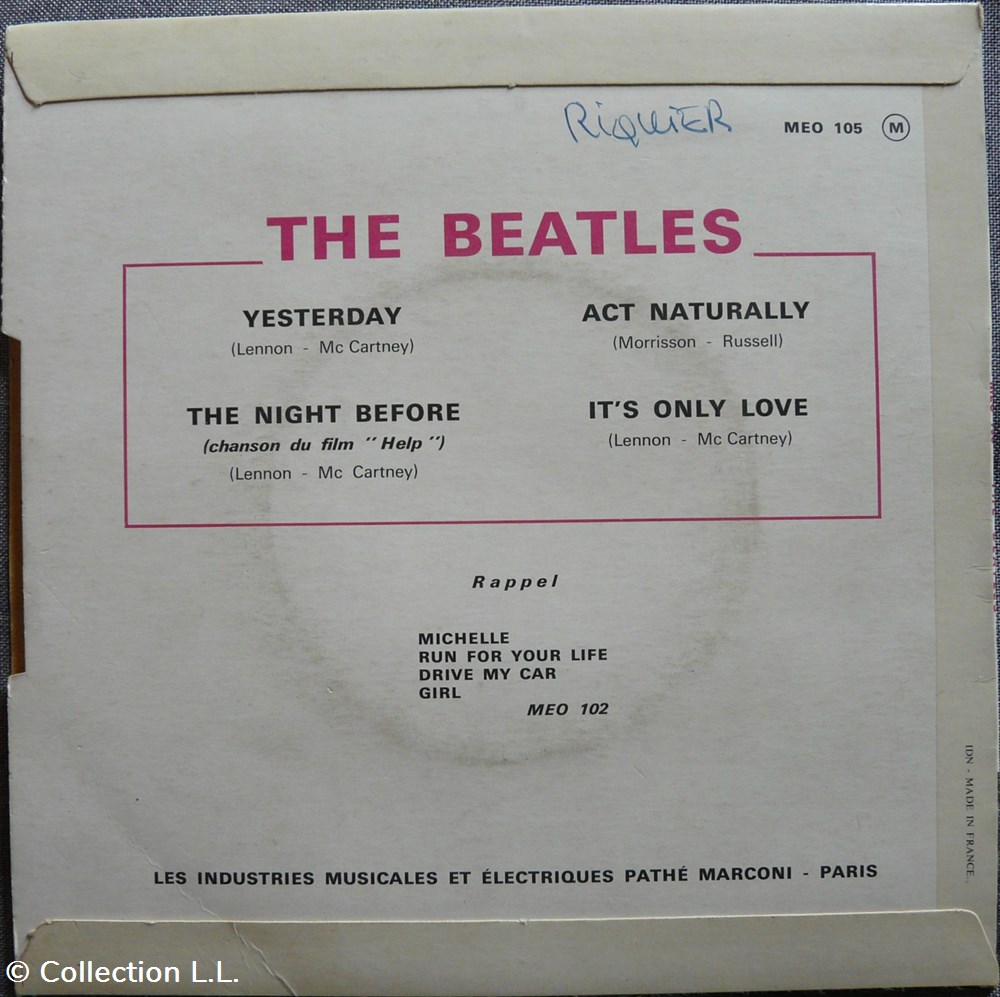 RiQUIER
MEO 105 M
THE BEATLES
YESTERDAY
(Lennon - Mc Cartney)
THE NIGHT BEFORE
(chanson du film "Help")
(Lennon - Mc Cartney)
ACT NATURALLY
(Morrisson - Russell)
IT'S ONLY LOVE
(Lennon - Mc Cartney)
Rappel
MICHELLE
RUN FOR YOUR LIFE
DRIVE MY CAR
GIRL
MEO 102
IDN - MADE IN FRANCE.
LES INDUSTRIES MUSICALES ET ÉLECTRIQUES PATHÉ MARCONI - PARIS
© Collection L.L.